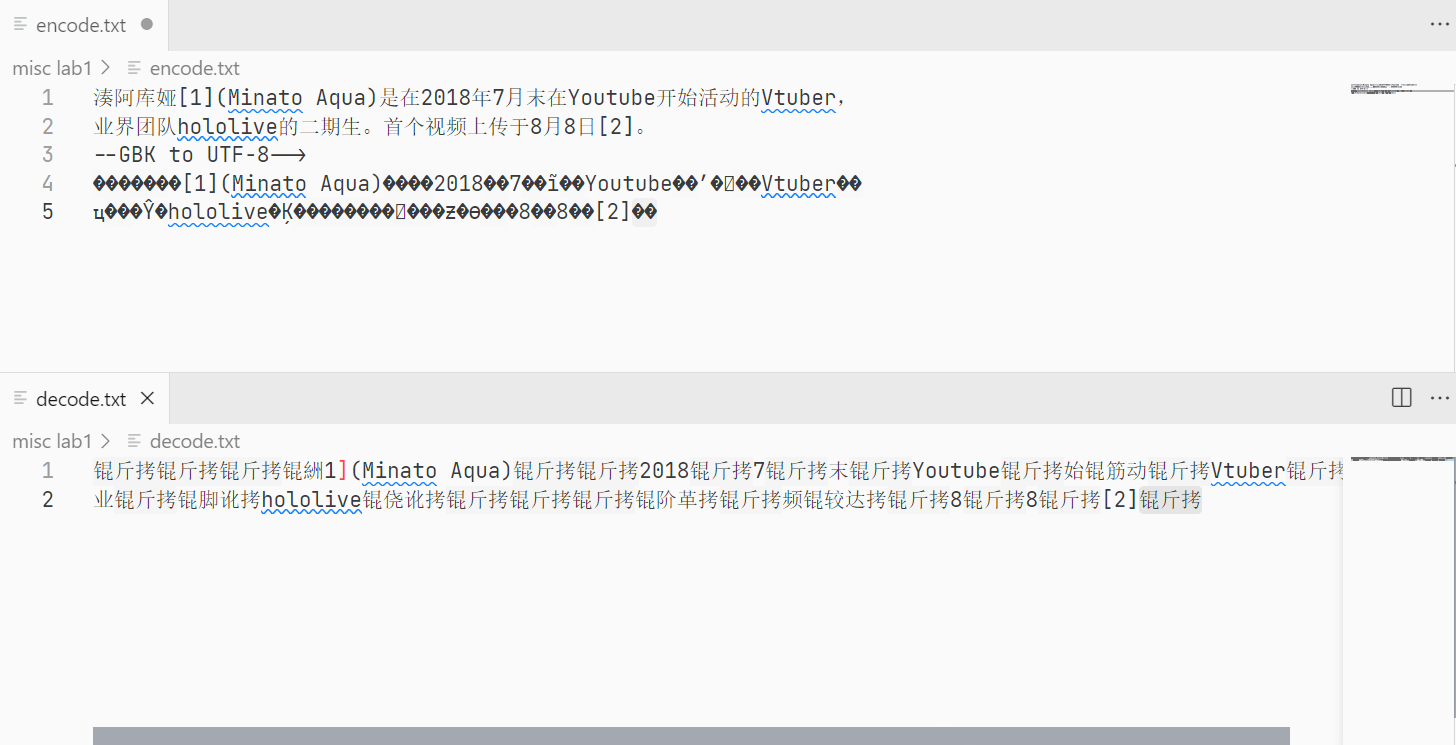 encode.txt
misc lab1 > encode.txt
1 湊阿库娅[1](Minato Aqua)是在2018年7月末在Youtube开始活动的Vtuber，
2 业界团队hololive的二期生。首个视频上传于8月8日[2]。
3 --GBK to UTF-8-->
4 �������[1](Minato Aqua)����2018��7��ĩ��Youtube��ʼ���Vtuber��
5 ҵ���Ŷ�hololive�Ķ��������׸���Ƶ�ϴ���8��8��[2]��
decode.txt
misc lab1 > decode.txt
1 锟斤拷锟斤拷锟斤拷锟絒1](Minato Aqua)锟斤拷锟斤拷2018锟斤拷7锟斤拷末锟斤拷Youtube锟斤拷始锟筋动锟斤拷Vtuber锟斤拷
2 业锟斤拷锟脚讹拷hololive锟侥讹拷锟斤拷锟斤拷锟斤拷锟阶革拷锟斤拷频锟较达拷锟斤拷8锟斤拷8锟斤拷[2]锟斤拷